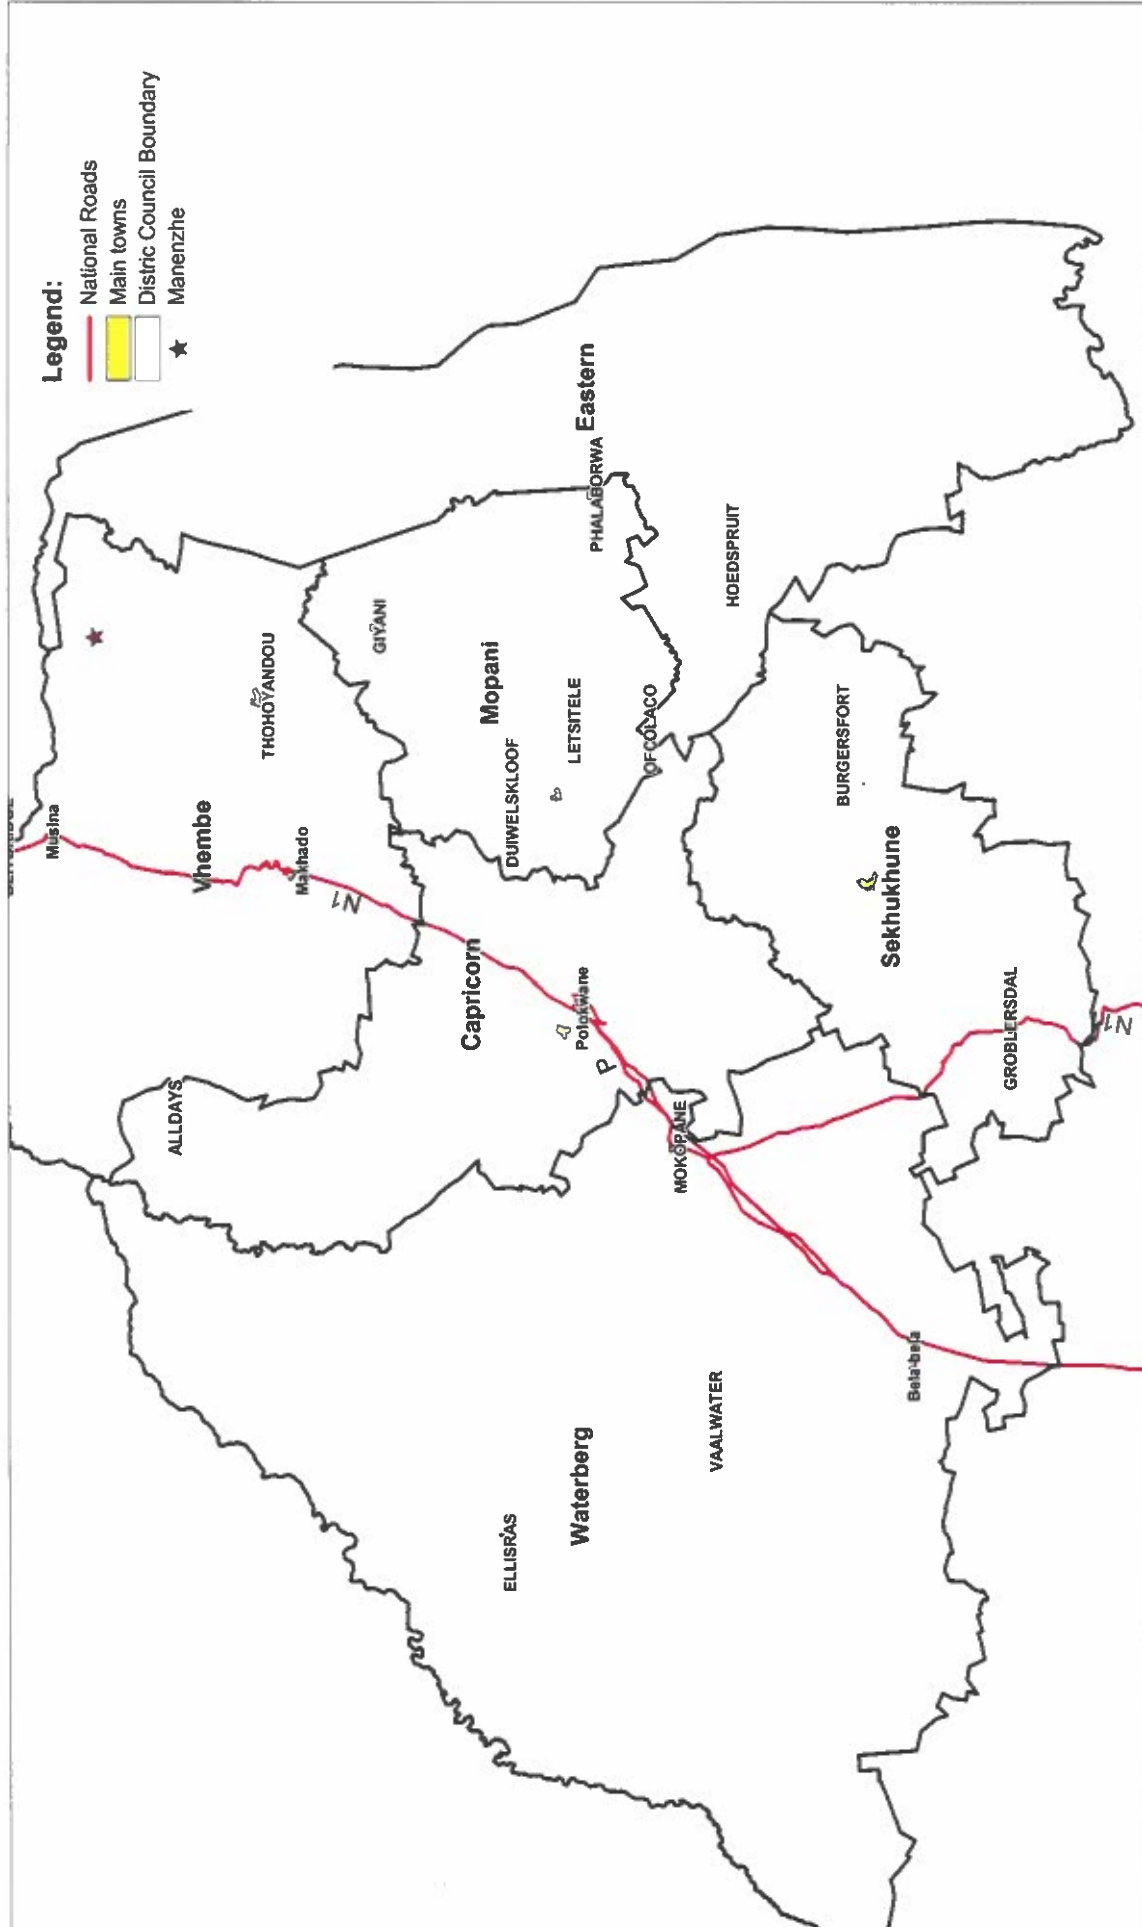 Legend:
National Roads
Main towns
Distric Council Boundary
Manenzhe
Musina
ALLDAYS
Vhembe
THOHOYANDOU
Makhado
N1
GIYANI
Capricorn
Mopani
DUIWELSKLOOF
ELLISRAS
Waterberg
Polokwane
LETSITELE
PHALABORWA
Eastern
P
OFCOLACO
MOKOPANE
VAALWATER
HOEDSPRUIT
BURGERSFORT
Sekhukhune
Bela-bela
GROBLERSDAL
N1